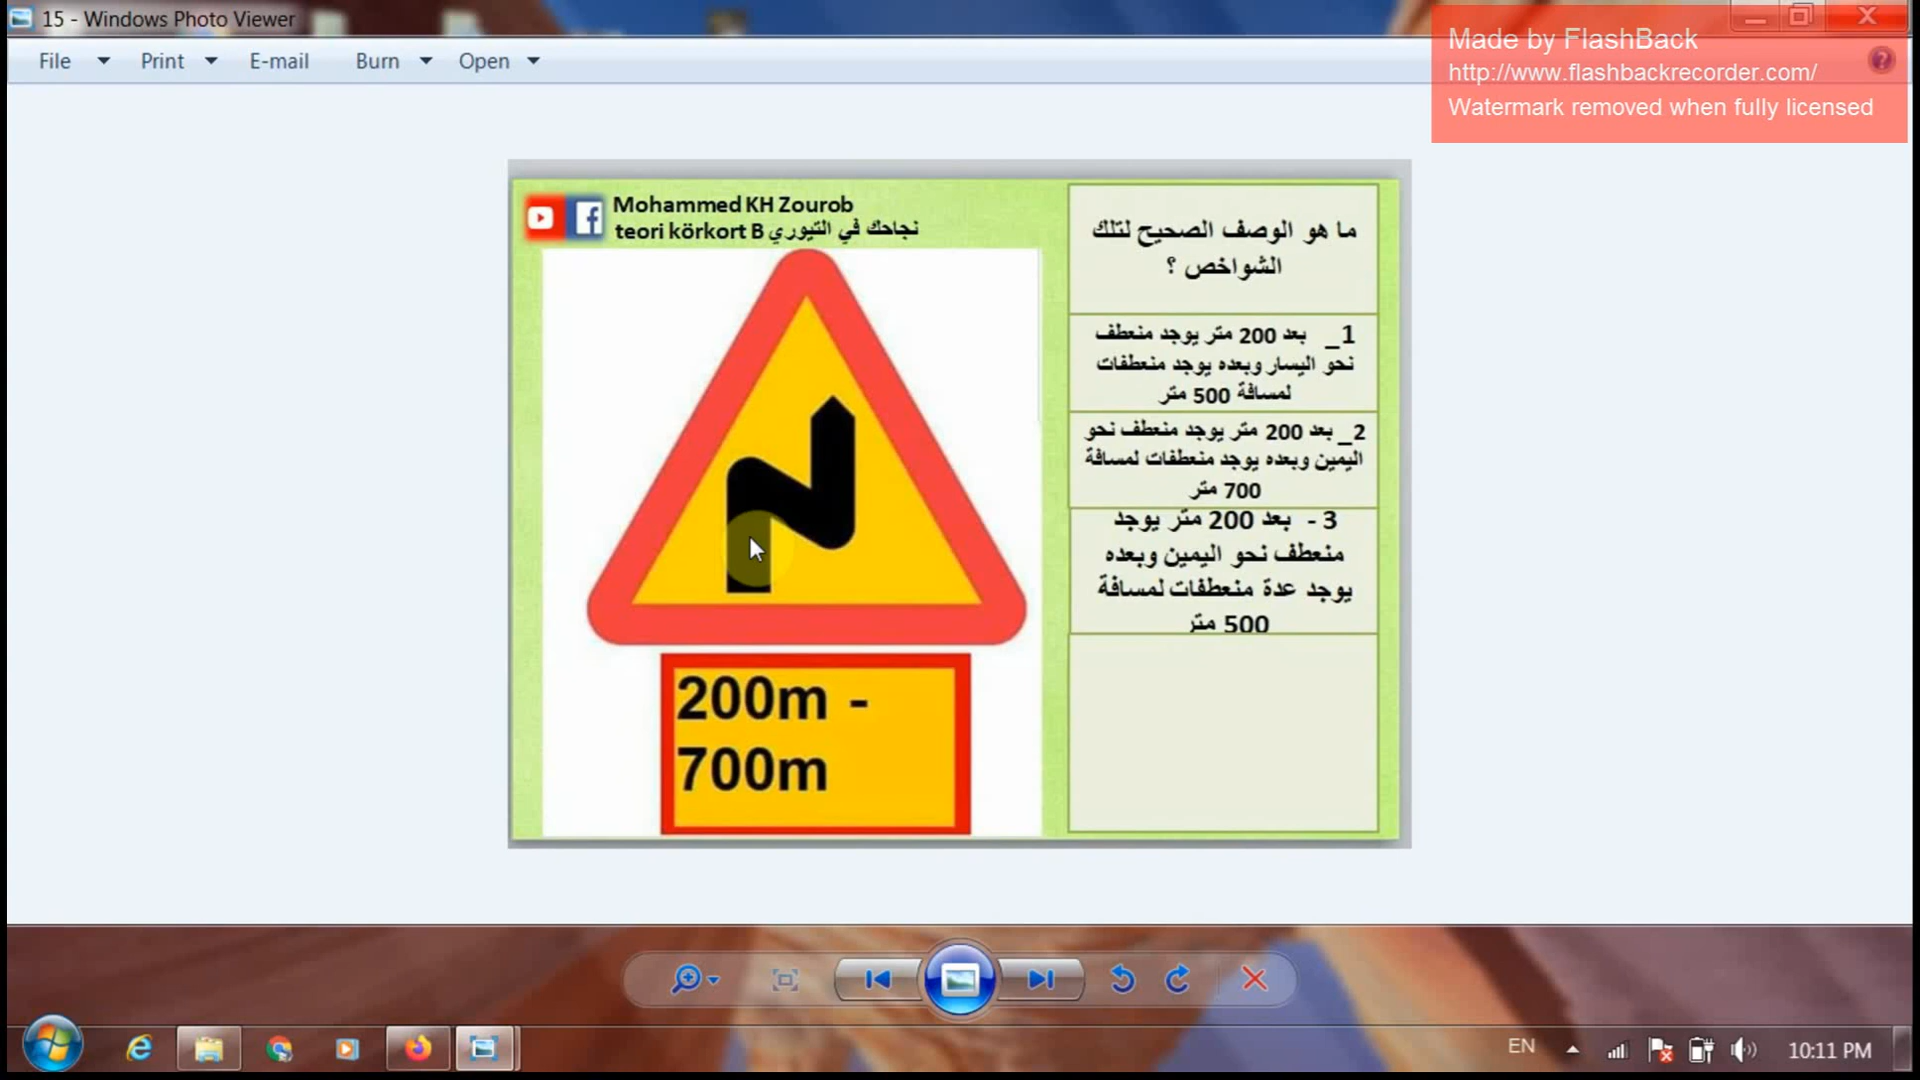 15 - Windows Photo Viewer
File Print E-mail Burn Open
Made by FlashBack
http://www.flashbackrecorder.com/
Watermark removed when fully licensed
Mohammed KH Zourob
teori körkort B نجاحك في التيوري
ما هو الوصف الصحيح لتلك
الشواخص ؟
1_ بعد 200 متر يوجد منعطف
نحو اليسار وبعده يوجد منعطفات
لمسافة 500 متر
2_ بعد 200 متر يوجد منعطف نحو
اليمين وبعده يوجد منعطفات لمسافة
700 متر
3 - بعد 200 متر يوجد
منعطف نحو اليمين وبعده
يوجد عدة منعطفات لمسافة
500 متر
200m -
700m
EN
10:11 PM